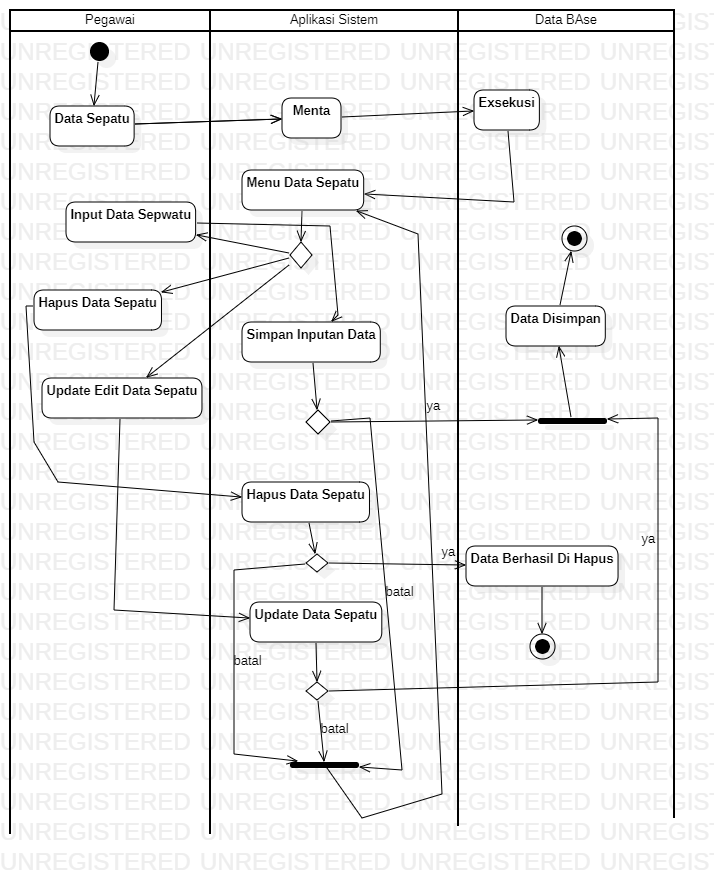 Pegawai
Aplikasi Sistem
Data BAse
Data Sepatu
Menta
Exsekusi
Menu Data Sepatu
Input Data Sepwatu
Hapus Data Sepatu
Simpan Inputan Data
Data Disimpan
Update Edit Data Sepatu
ya
Hapus Data Sepatu
ya
ya
Data Berhasil Di Hapus
batal
Update Data Sepatu
batal
batal
UNREGISTERED